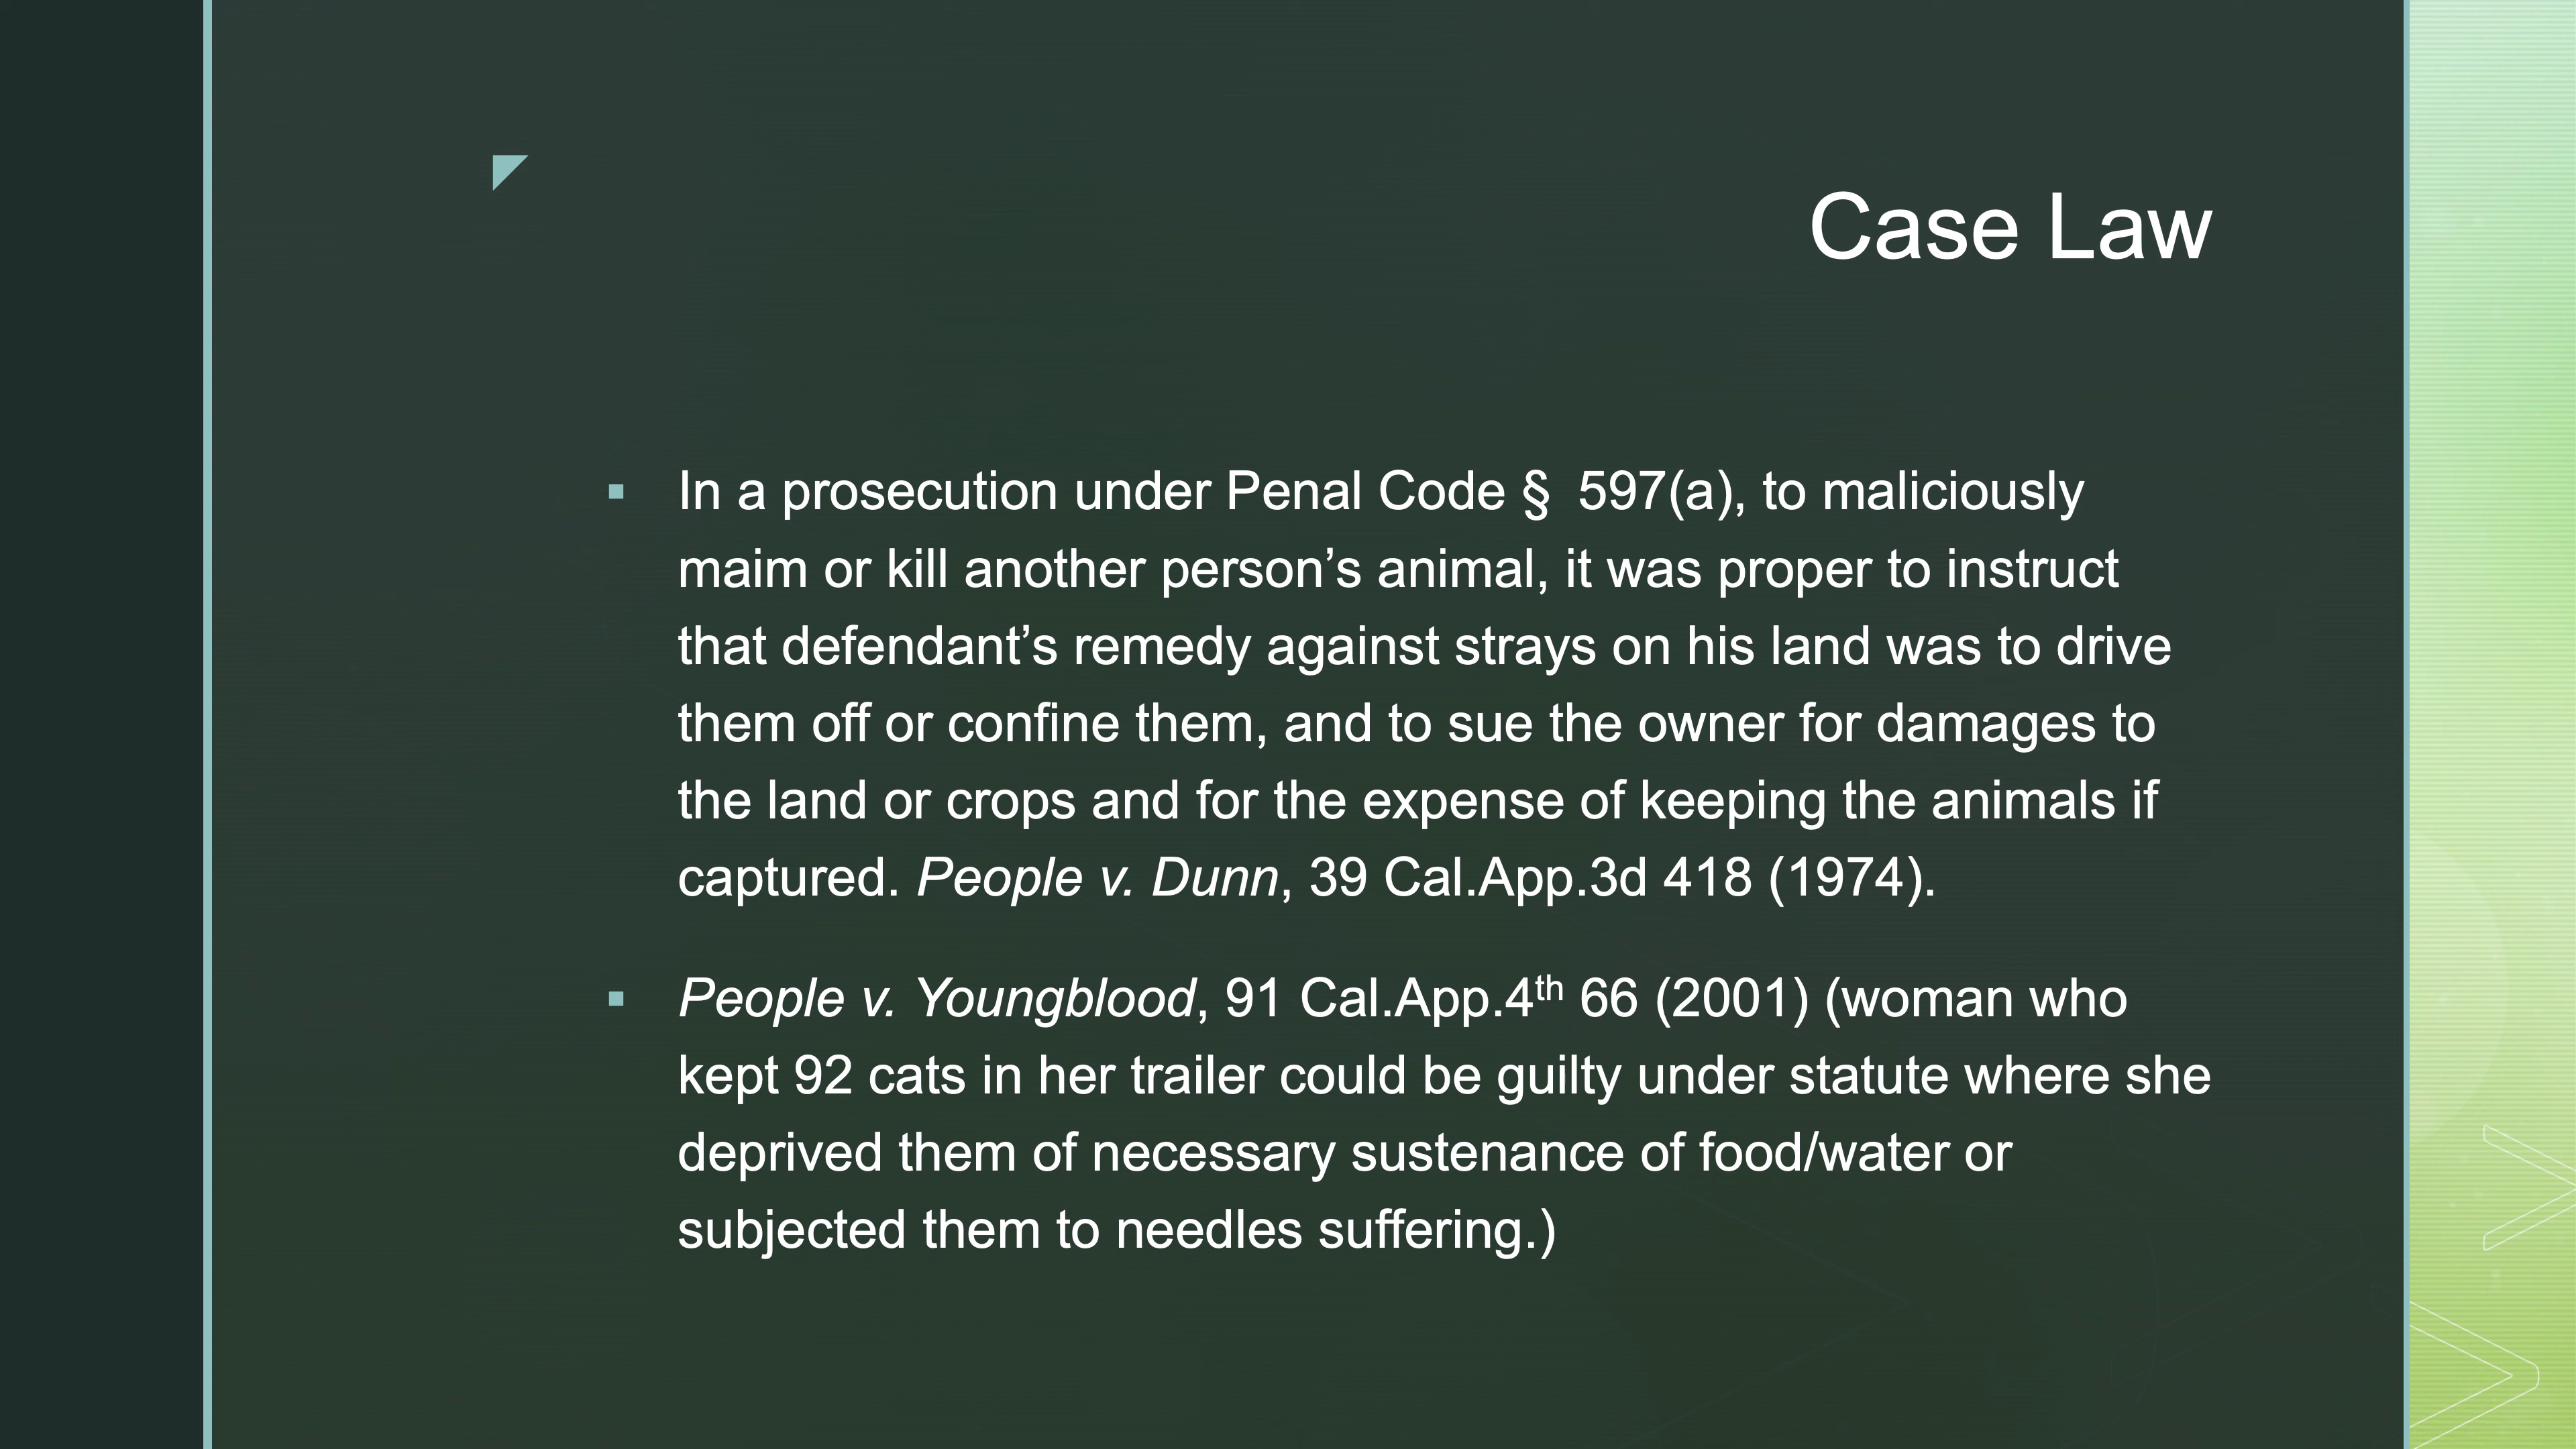 Case Law
▪ In a prosecution under Penal Code § 597(a), to maliciously
maim or kill another person’s animal, it was proper to instruct
that defendant’s remedy against strays on his land was to drive
them off or confine them, and to sue the owner for damages to
the land or crops and for the expense of keeping the animals if
captured. People v. Dunn, 39 Cal.App.3d 418 (1974).
▪ People v. Youngblood, 91 Cal.App.4th 66 (2001) (woman who
kept 92 cats in her trailer could be guilty under statute where she
deprived them of necessary sustenance of food/water or
subjected them to needles suffering.)